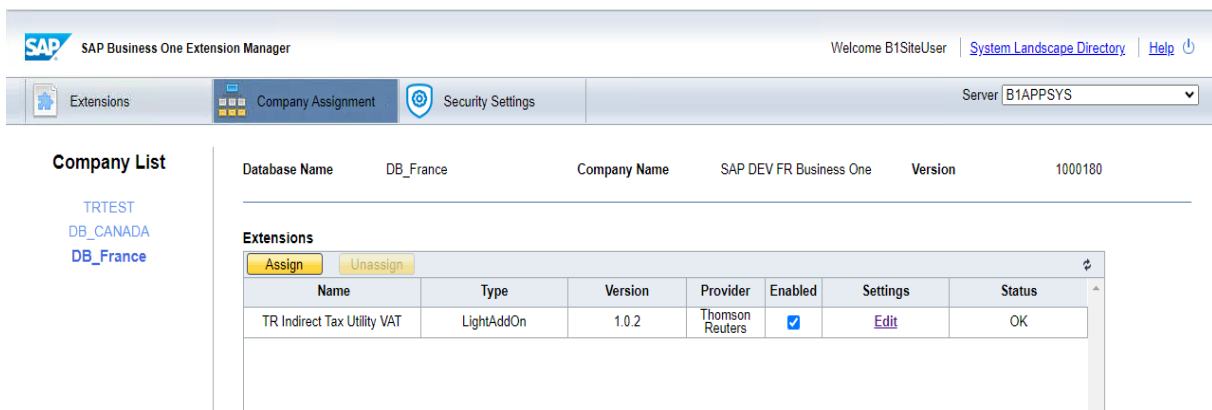 SAP SAP Business One Extension Manager Welcome B1SiteUser System Landscape Directory Help
Extensions Company Assignment Security Settings Server B1APPSYS
Company List
TRTEST
DB_CANADA
DB_France
Database Name DB_France Company Name SAP DEV FR Business One Version 1000180
Extensions
Assign Unassign
Name Type Version Provider Enabled Settings Status
TR Indirect Tax Utility VAT LightAddOn 1.0.2 Thomson Reuters Edit OK